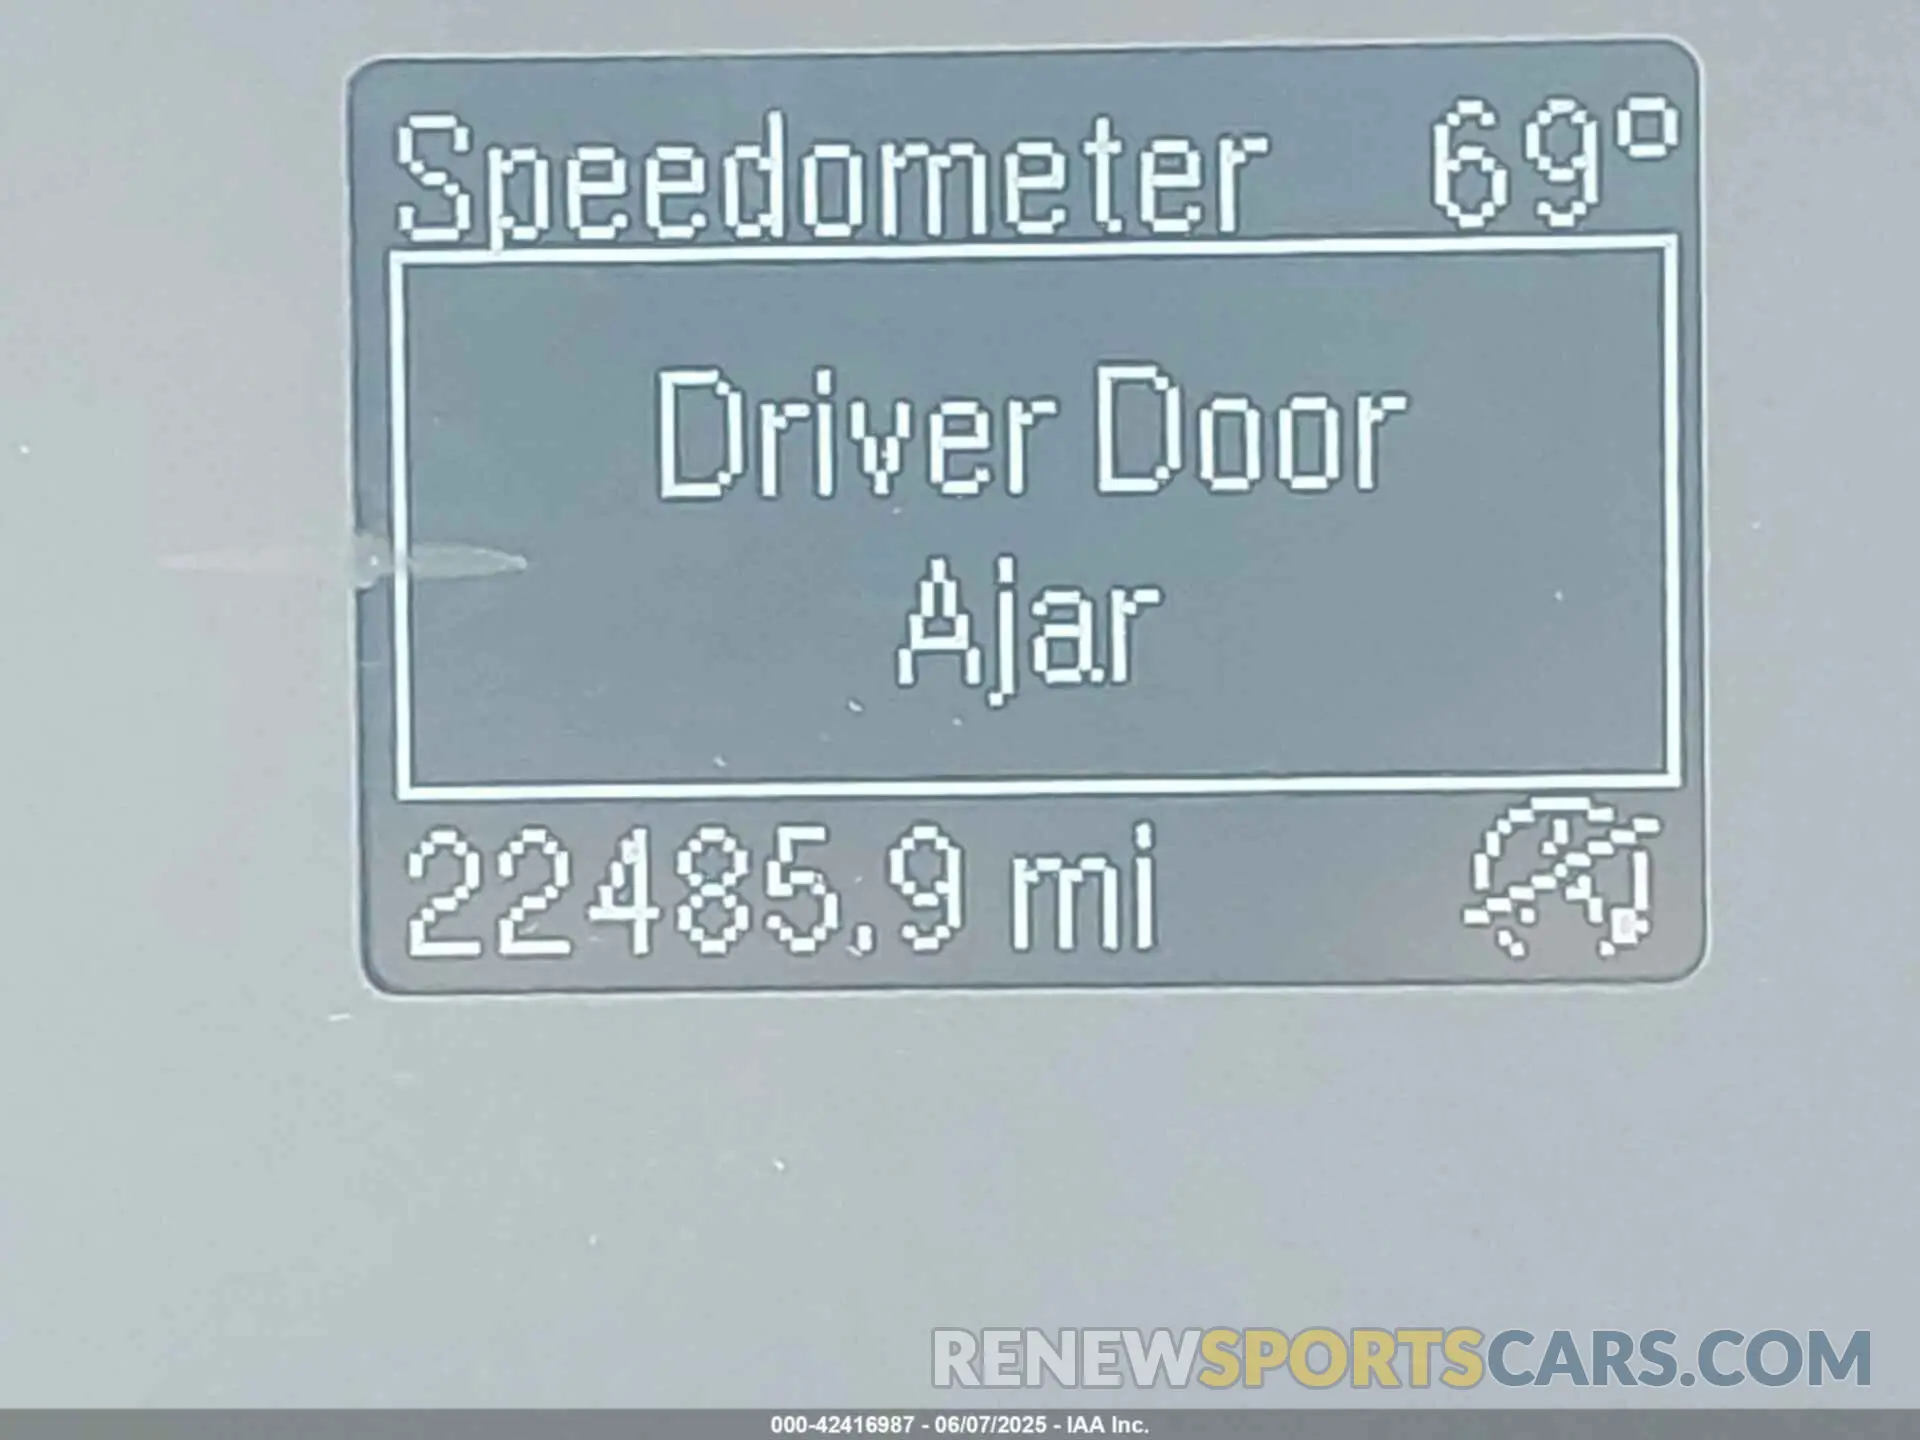 Speedometer 69°
Driver Door
Ajar
22485.9 mi
RENEWSPORTSCARS.COM
000-42416987 - 06/07/2025 - IAA Inc.